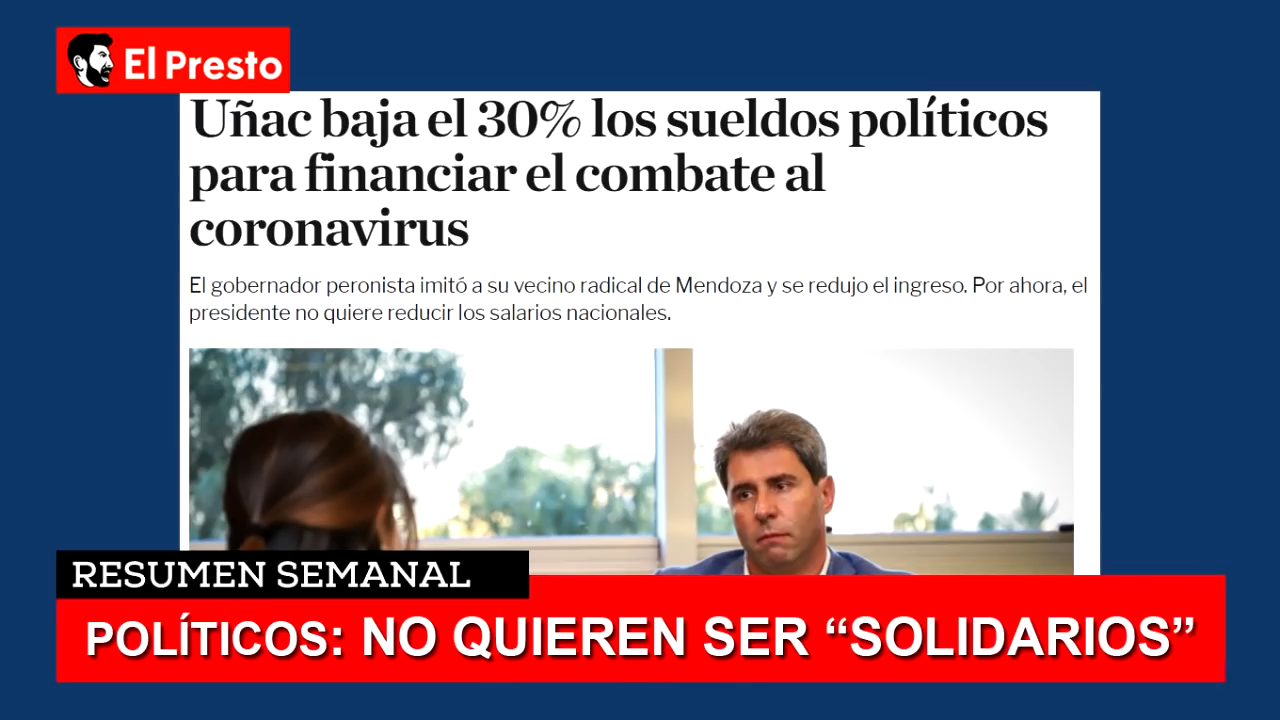 El Presto
Uñac baja el 30% los sueldos políticos
para financiar el combate al
coronavirus
El gobernador peronista imitó a su vecino radical de Mendoza y se redujo el ingreso. Por ahora, el
presidente no quiere reducir los salarios nacionales.
RESUMEN SEMANAL
POLÍTICOS: NO QUIEREN SER “SOLIDARIOS”